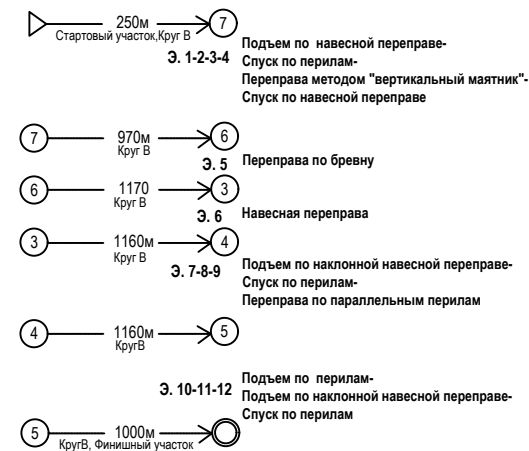 250м 7
Стартовый участок,Круг В
Э. 1-2-3-4
Подъем по навесной переправе-
Спуск по перилам-
Переправа методом "вертикальный маятник"-
Спуск по навесной переправе
7 970м 6
Круг В
Э. 5 Переправа по бревну
6 1170 3
Круг В
Э. 6 Навесная переправа
3 1160м 4
Круг В
Э. 7-8-9
Подъем по наклонной навесной переправе-
Спуск по перилам-
Переправа по параллельным перилам
4 1160м 5
КругВ
Э. 10-11-12
Подъем по перилам-
Подъем по наклонной навесной переправе-
Спуск по перилам
5 1000м
КругВ, Финишный участок